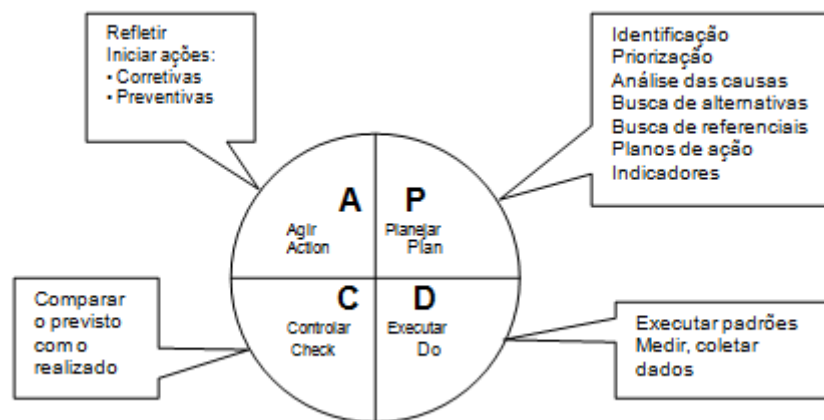 Refletir
Iniciar ações:
• Corretivas
• Preventivas
Identificação
Priorização
Análise das causas
Busca de alternativas
Busca de referenciais
Planos de ação
Indicadores
A
Agir
Action
P
Planejar
Plan
C
Controlar
Check
D
Executar
Do
Comparar
o previsto
com o
realizado
Executar padrões
Medir, coletar
dados